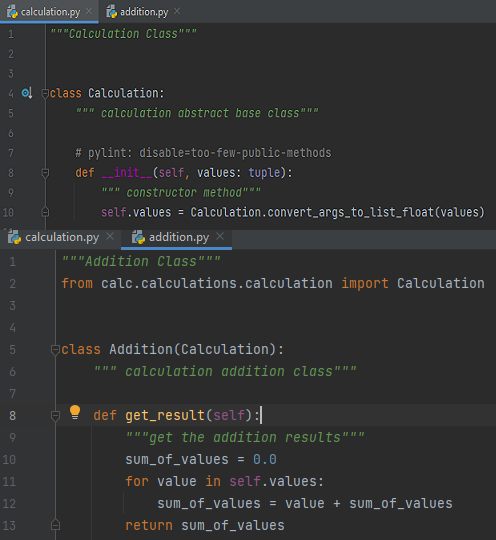 calculation.py × addition.py ×
1 """Calculation Class"""
2
3
4 class Calculation:
5 """ calculation abstract base class"""
6
7 # pylint: disable=too-few-public-methods
8 def __init__(self, values: tuple):
9 """ constructor method"""
10 self.values = Calculation.convert_args_to_list_float(values)
calculation.py × addition.py ×
1 """Addition Class"""
2 from calc.calculations.calculation import Calculation
3
4
5 class Addition(Calculation):
6 """ calculation addition class"""
7
8 def get_result(self):
9 """get the addition results"""
10 sum_of_values = 0.0
11 for value in self.values:
12 sum_of_values = value + sum_of_values
13 return sum_of_values